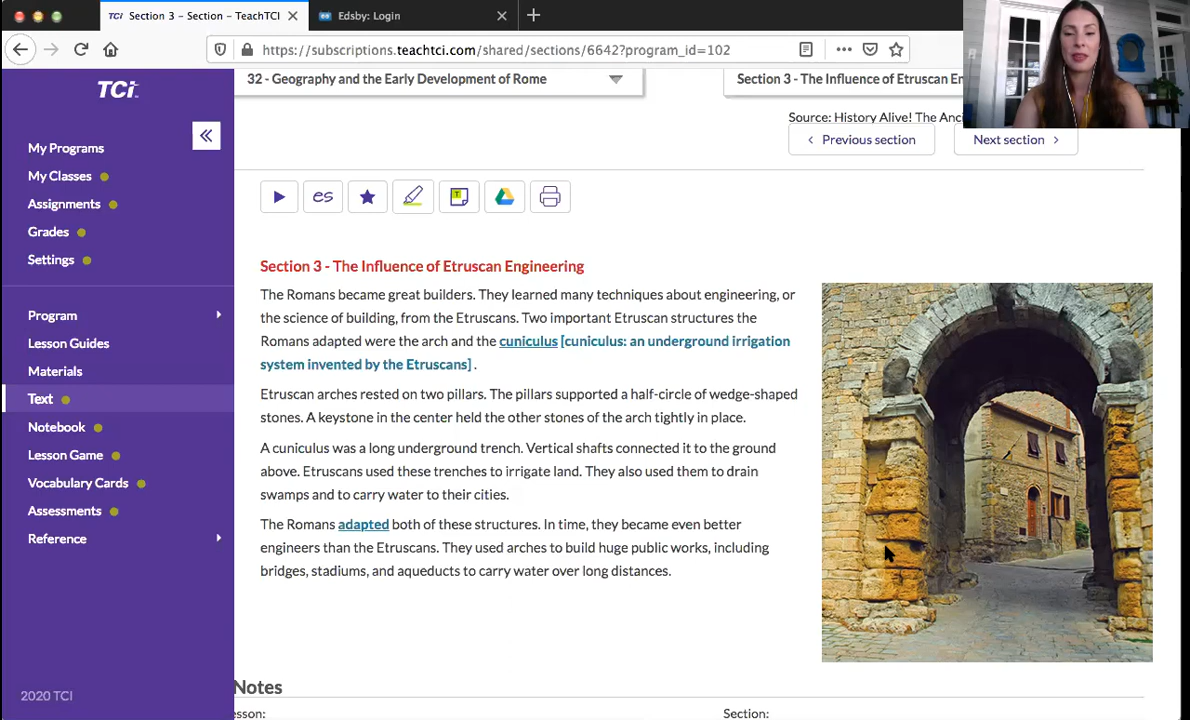 TCi Section 3 – Section – TeachTCI
Edsby: Login
https://subscriptions.teachtci.com/shared/sections/6642?program_id=102
TCi
32 - Geography and the Early Development of Rome
Section 3 - The Influence of Etruscan En
Source: History Alive! The Anci
Previous section
Next section
My Programs
My Classes
Assignments
Grades
Settings
Program
Lesson Guides
Materials
Text
Notebook
Lesson Game
Vocabulary Cards
Assessments
Reference
2020 TCI
es
T
Section 3 - The Influence of Etruscan Engineering
The Romans became great builders. They learned many techniques about engineering, or
the science of building, from the Etruscans. Two important Etruscan structures the
Romans adapted were the arch and the cuniculus [cuniculus: an underground irrigation
system invented by the Etruscans] .
Etruscan arches rested on two pillars. The pillars supported a half-circle of wedge-shaped
stones. A keystone in the center held the other stones of the arch tightly in place.
A cuniculus was a long underground trench. Vertical shafts connected it to the ground
above. Etruscans used these trenches to irrigate land. They also used them to drain
swamps and to carry water to their cities.
The Romans adapted both of these structures. In time, they became even better
engineers than the Etruscans. They used arches to build huge public works, including
bridges, stadiums, and aqueducts to carry water over long distances.
Notes
esson:
Section: